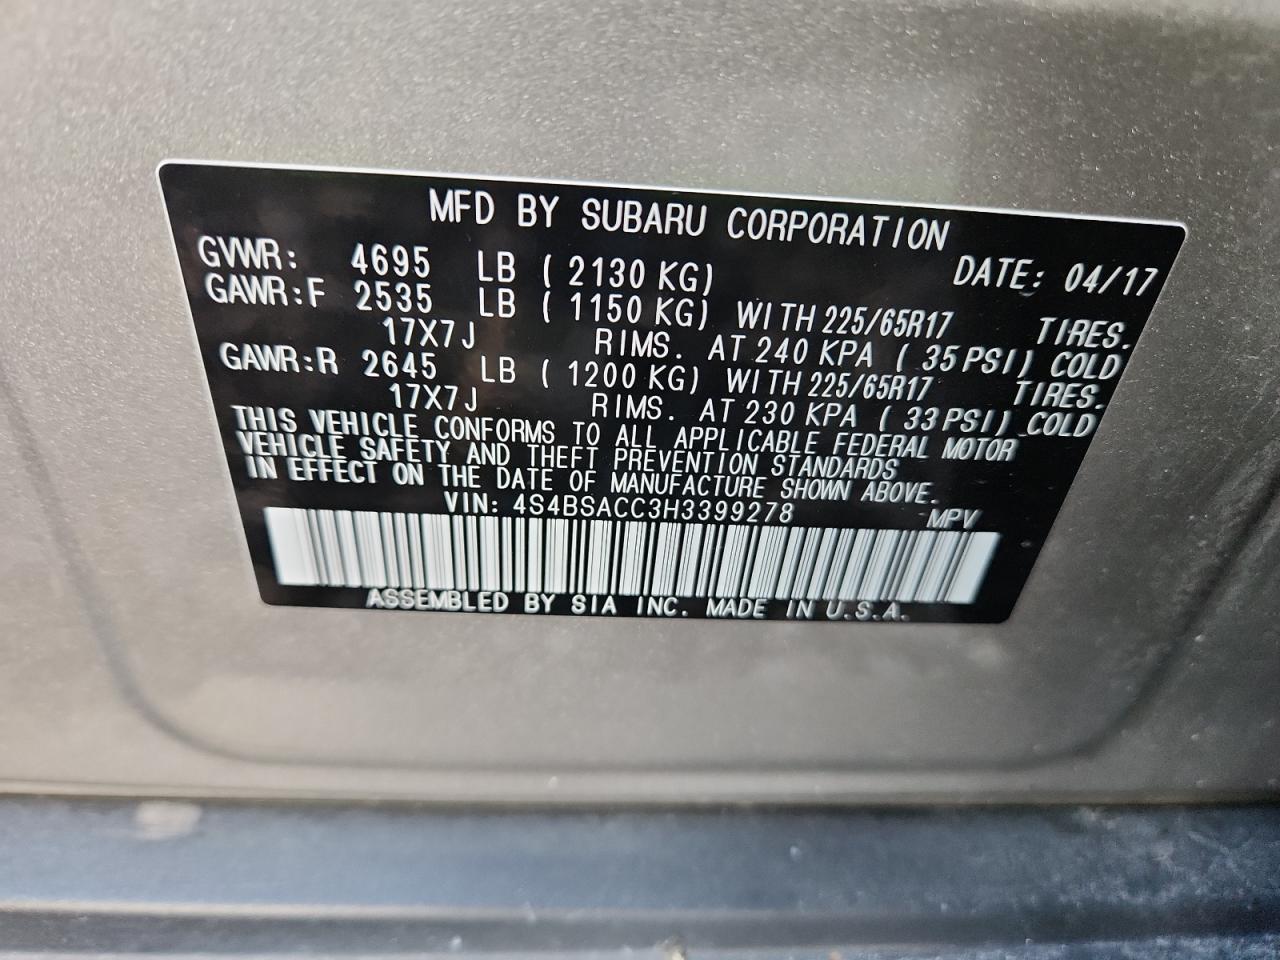 MFD BY SUBARU CORPORATION
GVWR: 4695 LB ( 2130 KG) DATE: 04/17
GAWR:F 2535 LB ( 1150 KG) WITH 225/65R17 TIRES.
17X7J RIMS. AT 240 KPA ( 35 PSI) COLD
GAWR:R 2645 LB ( 1200 KG) WITH 225/65R17 TIRES.
17X7J RIMS. AT 230 KPA ( 33 PSI) COLD
THIS VEHICLE CONFORMS TO ALL APPLICABLE FEDERAL MOTOR
VEHICLE SAFETY AND THEFT PREVENTION STANDARDS
IN EFFECT ON THE DATE OF MANUFACTURE SHOWN ABOVE.
VIN: 4S4BSACC3H3399278 MPV
ASSEMBLED BY SIA INC. MADE IN U.S.A.